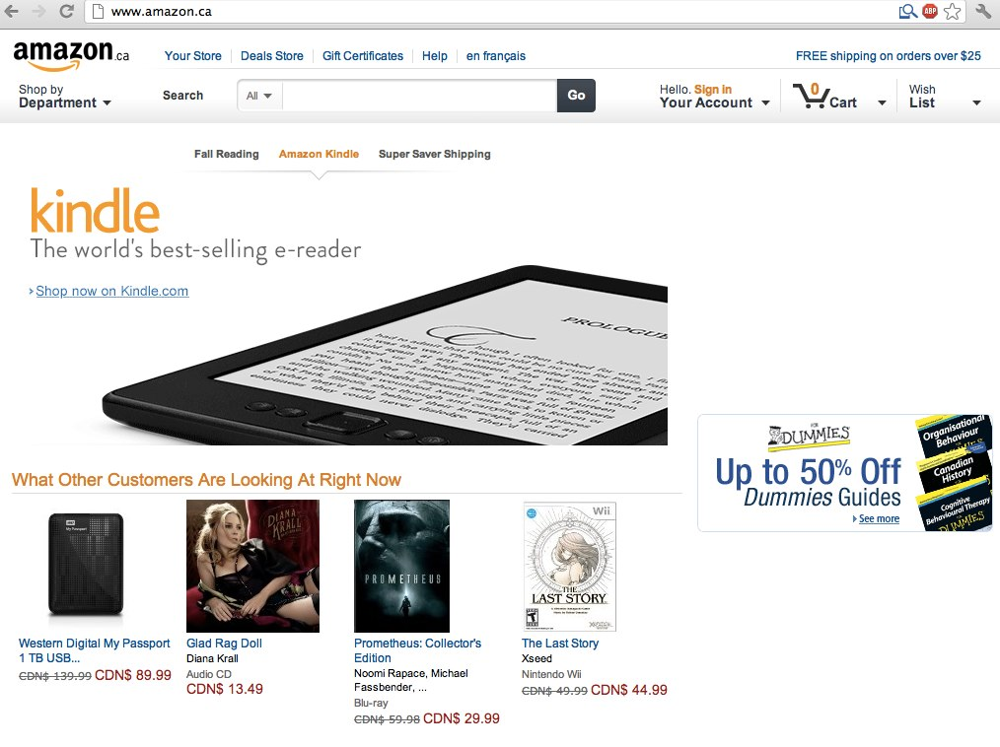 www.amazon.ca
ABP
amazon.ca
Your Store
Deals Store
Gift Certificates
Help
en français
FREE shipping on orders over $25
Shop by
Department
Search
All
Go
Hello. Sign in
Your Account
0
Cart
Wish
List
Fall Reading
Amazon Kindle
Super Saver Shipping
kindle
The world's best-selling e-reader
Shop now on Kindle.com
PROLOGUE
FOR
DUMMIES
Up to 50% Off
Dummies Guides
See more
Organisational
Behaviour
Canadian
History
Cognitive
Behavioural Therapy
DUMMIES
What Other Customers Are Looking At Right Now
WD
My Passport
DIANA
KRALL
PROMETHEUS
Wii
THE
LAST STORY
T
Western Digital My Passport
1 TB USB...
CDN$ 139.99 CDN$ 89.99
Glad Rag Doll
Diana Krall
Audio CD
CDN$ 13.49
Prometheus: Collector's
Edition
Noomi Rapace, Michael
Fassbender, ...
Blu-ray
CDN$ 59.98 CDN$ 29.99
The Last Story
Xseed
Nintendo Wii
CDN$ 49.99 CDN$ 44.99